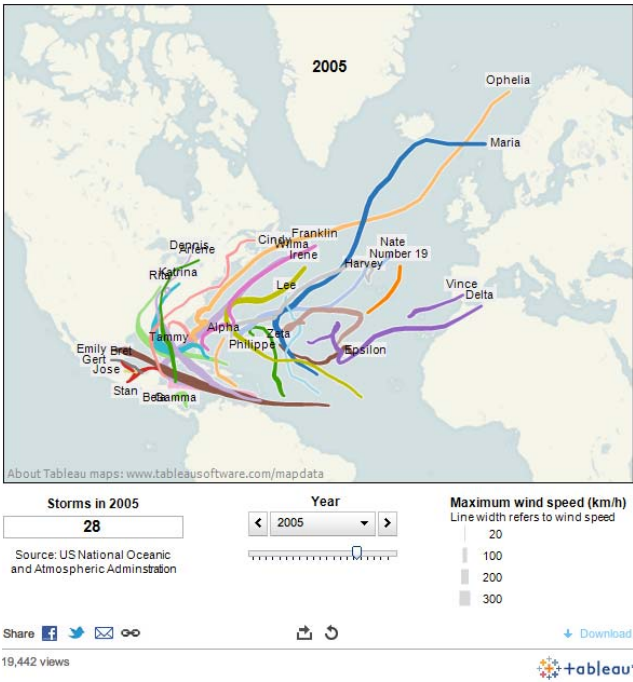 2005
Ophelia
Maria
Cindy
Franklin
Wilma
Irene
Nate
Number 19
Dennis
Arlene
Harvey
Rita
Katrina
Lee
Vince
Delta
Alpha
Zeta
Tammy
Philippe
Epsilon
Emily
Bret
Gert
Jose
Stan
Beta
Gamma
About Tableau maps: www.tableausoftware.com/mapdata
Storms in 2005
28
Source: US National Oceanic
and Atmospheric Adminstration
Year
2005
Maximum wind speed (km/h)
Line width refers to wind speed
20
100
200
300
Share
Download
19,442 views
+ableau